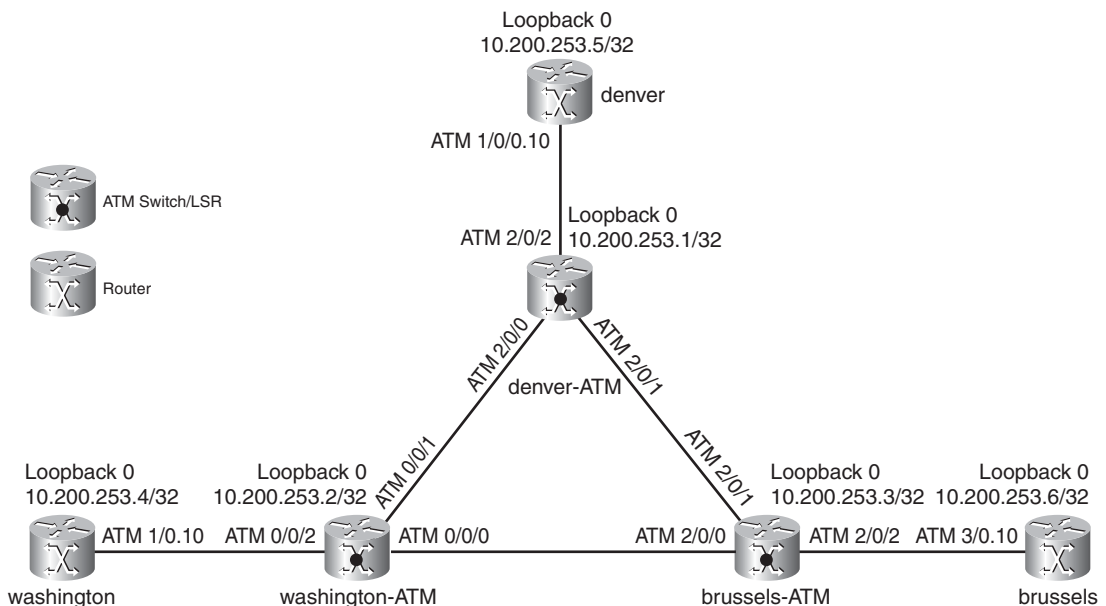 Loopback 0
10.200.253.5/32
denver
ATM 1/0/0.10
ATM Switch/LSR
Router
Loopback 0
10.200.253.1/32
ATM 2/0/2
ATM 2/0/0
ATM 2/0/1
denver-ATM
ATM 0/0/1
ATM 2/0/1
Loopback 0
10.200.253.4/32
Loopback 0
10.200.253.2/32
Loopback 0
10.200.253.3/32
Loopback 0
10.200.253.6/32
ATM 1/0.10
ATM 0/0/2
ATM 0/0/0
ATM 2/0/0
ATM 2/0/2
ATM 3/0.10
washington
washington-ATM
brussels-ATM
brussels